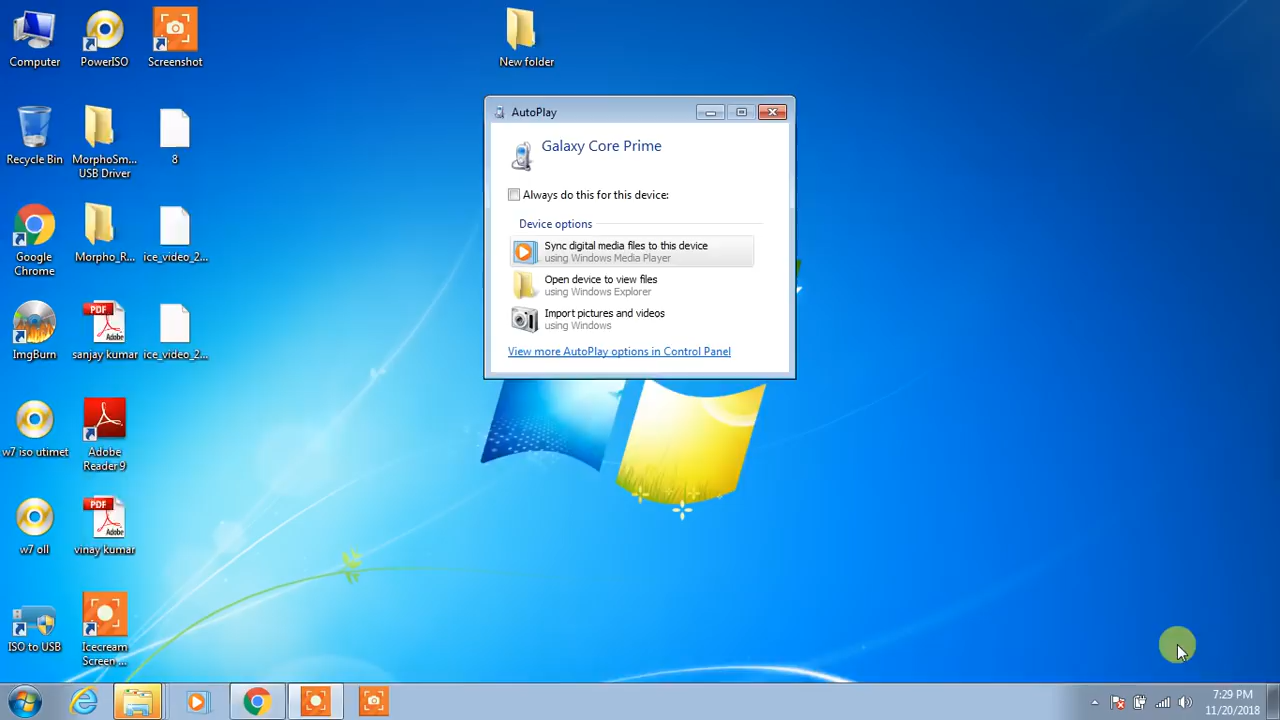 Computer
PowerISO
Screenshot
New folder
Recycle Bin
MorphoSm...
USB Driver
8
Google
Chrome
Morpho_R...
ice_video_2...
ImgBurn
sanjay kumar
ice_video_2...
w7 iso utimet
Adobe
Reader 9
w7 oll
vinay kumar
ISO to USB
Icecream
Screen ...
PDF
Adobe
PDF
Adobe
AutoPlay
Galaxy Core Prime
Always do this for this device:
Device options
Sync digital media files to this device
using Windows Media Player
Open device to view files
using Windows Explorer
Import pictures and videos
using Windows
View more AutoPlay options in Control Panel
7:29 PM
11/20/2018